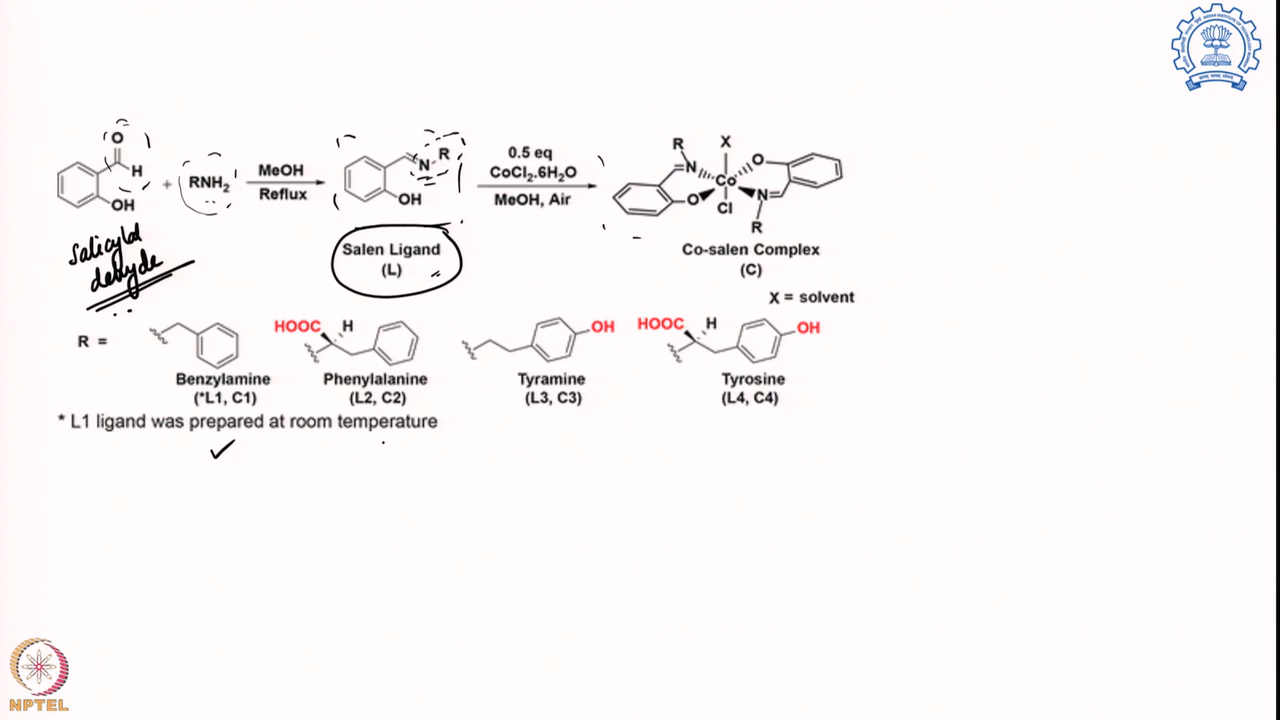 O
H
OH
+
RNH2
MeOH
Reflux
N
R
OH
0.5 eq
CoCl2.6H2O
MeOH, Air
R
X
N
O
Co
O
Cl
N
R
Salicylal
dehyde
Salen Ligand
(L)
Co-salen Complex
(C)
X = solvent
R =
HOOC
H
OH
HOOC
H
OH
Benzylamine
(*L1, C1)
Phenylalanine
(L2, C2)
Tyramine
(L3, C3)
Tyrosine
(L4, C4)
* L1 ligand was prepared at room temperature
NPTEL